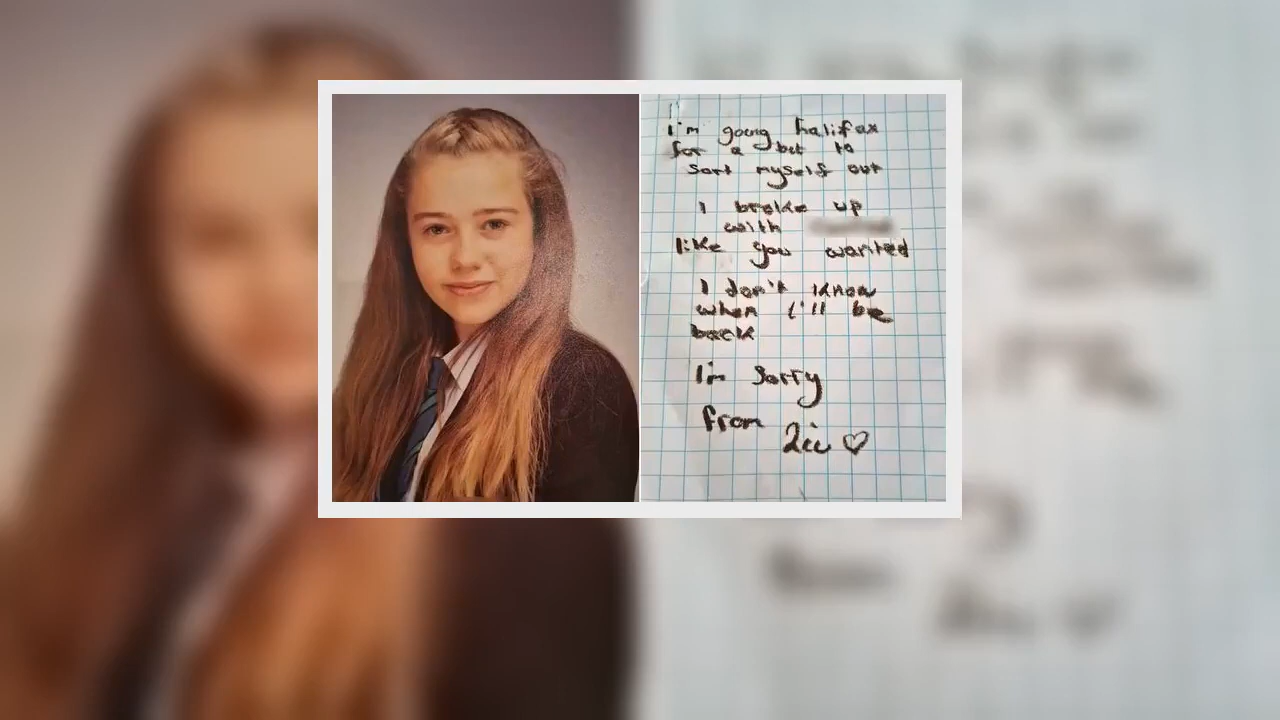 I'm going halifax
for a bit to
sort myself out
I broke up
with
like you wanted
I don't know
when i'll be
back
I'm sorry
from